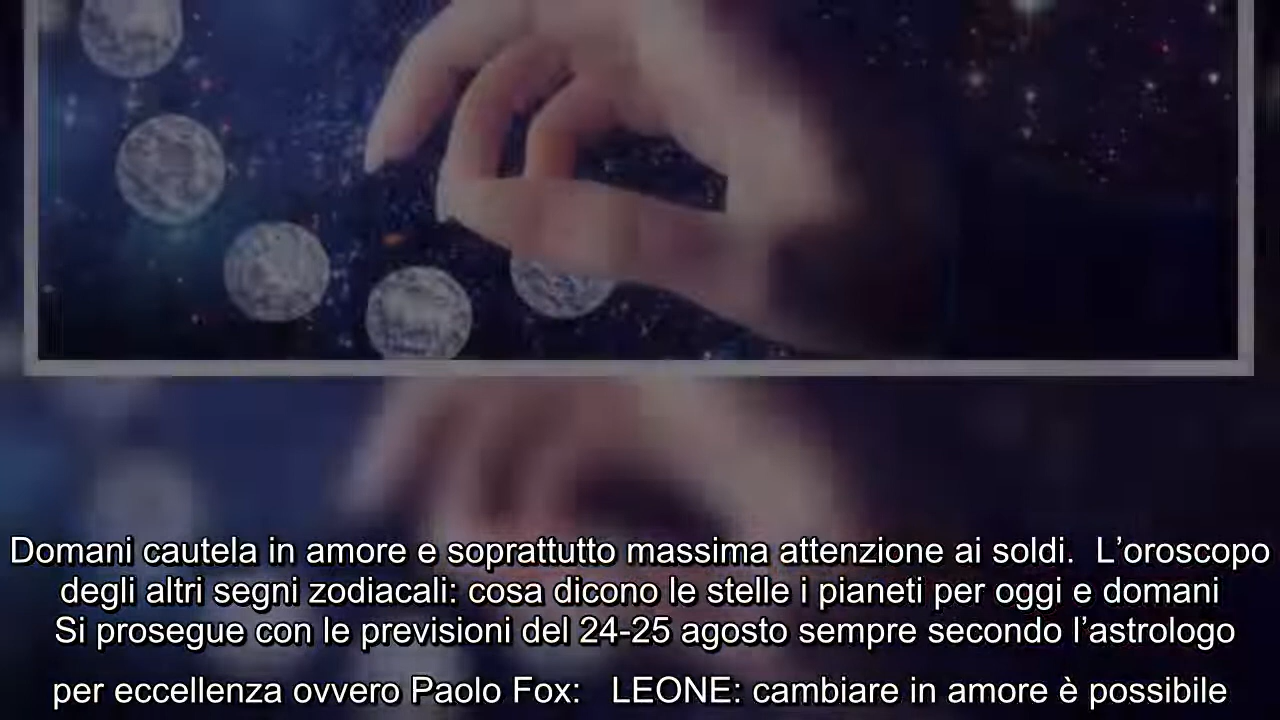 Domani cautela in amore e soprattutto massima attenzione ai soldi.  L’oroscopo
degli altri segni zodiacali: cosa dicono le stelle i pianeti per oggi e domani
Si prosegue con le previsioni del 24-25 agosto sempre secondo l’astrologo
per eccellenza ovvero Paolo Fox:   LEONE: cambiare in amore è possibile